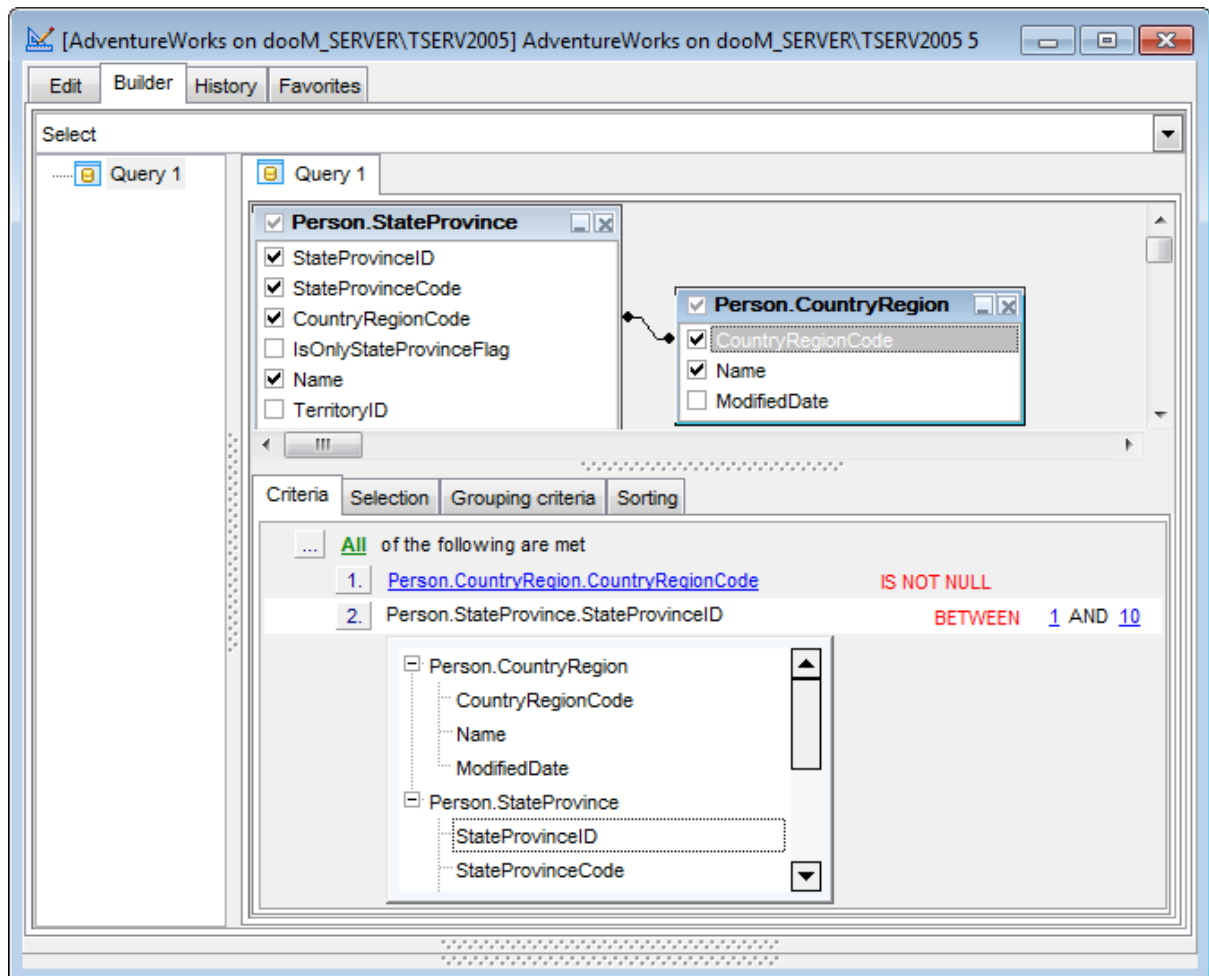 [AdventureWorks on dooM_SERVER\TSERV2005] AdventureWorks on dooM_SERVER\TSERV2005 5
Edit Builder History Favorites
Select
Query 1
Query 1
Person.StateProvince
StateProvinceID
StateProvinceCode
CountryRegionCode
IsOnlyStateProvinceFlag
Name
TerritoryID
Person.CountryRegion
CountryRegionCode
Name
ModifiedDate
Criteria Selection Grouping criteria Sorting
... All of the following are met
1. Person.CountryRegion.CountryRegionCode IS NOT NULL
2. Person.StateProvince.StateProvinceID BETWEEN 1 AND 10
Person.CountryRegion
CountryRegionCode
Name
ModifiedDate
Person.StateProvince
StateProvinceID
StateProvinceCode